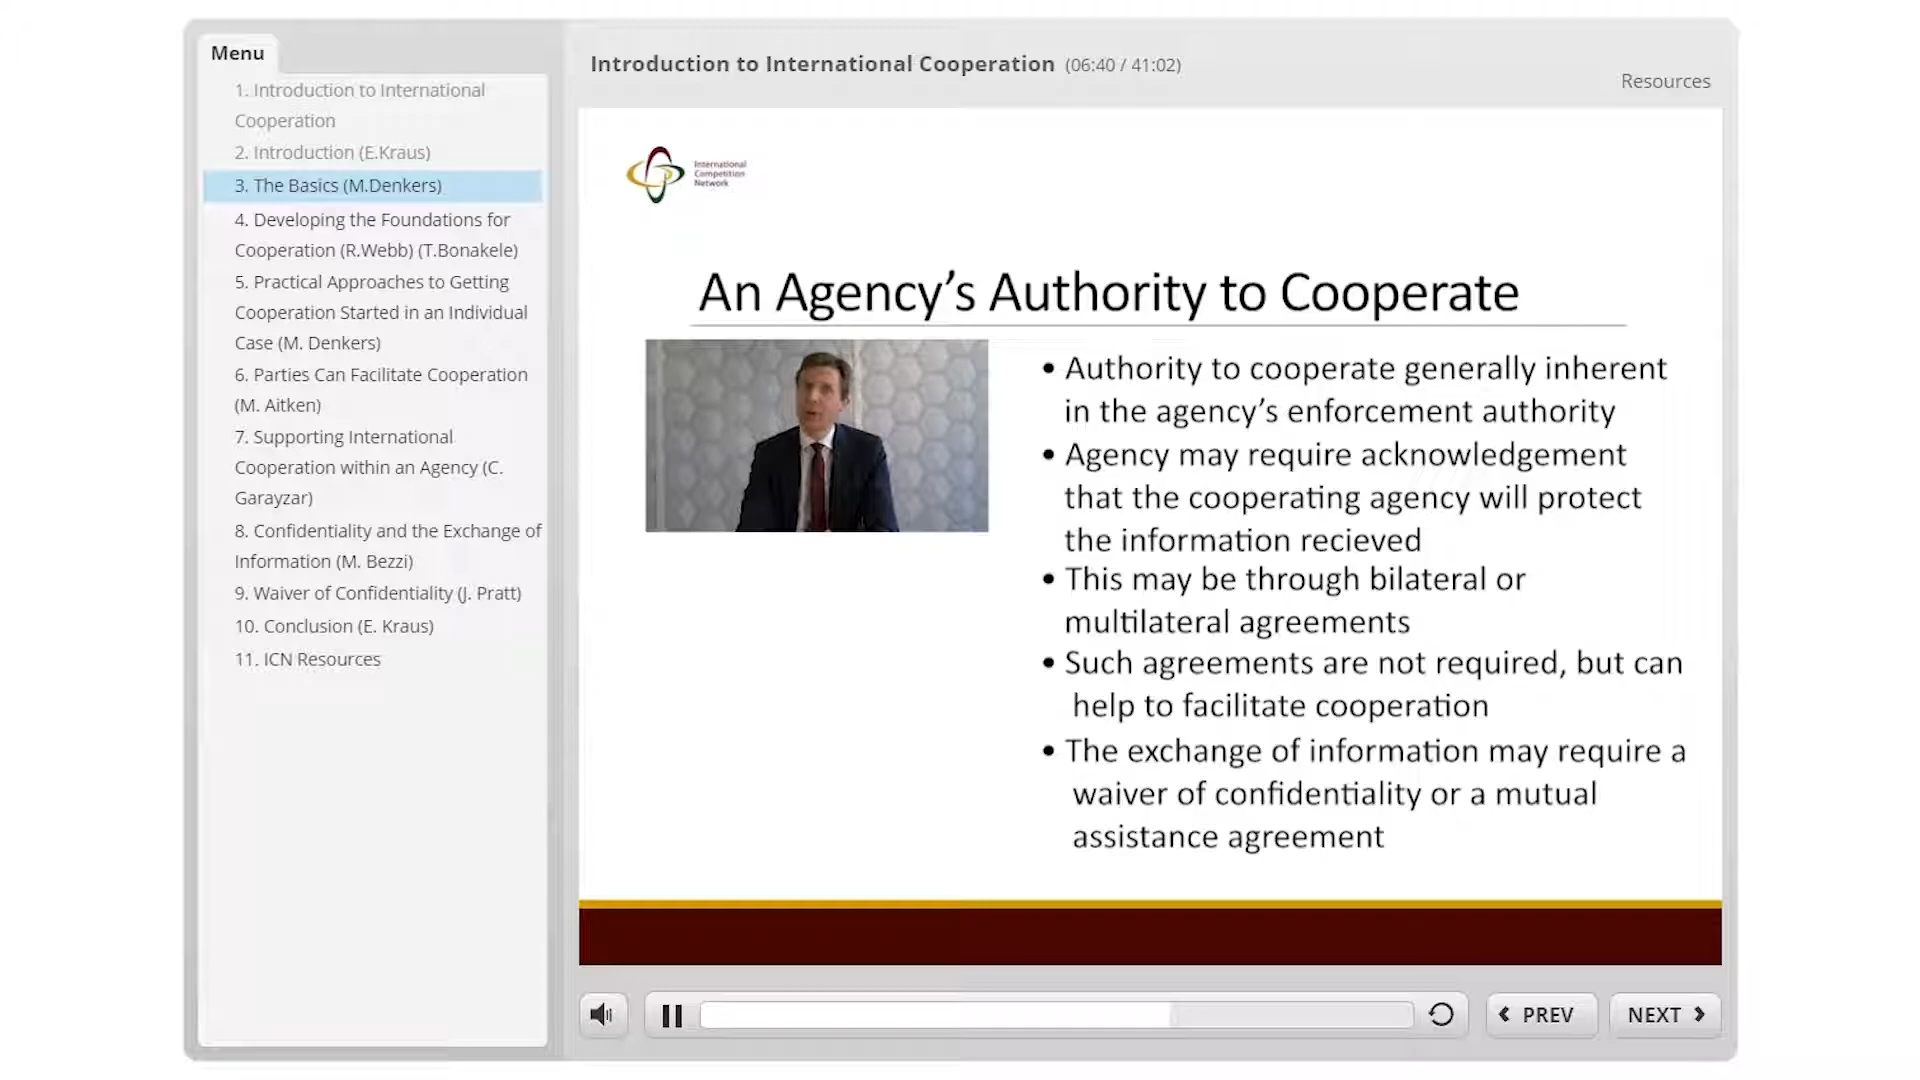 Menu
1. Introduction to International
Cooperation
2. Introduction (E.Kraus)
3. The Basics (M.Denkers)
4. Developing the Foundations for
Cooperation (R.Webb) (T.Bonakele)
5. Practical Approaches to Getting
Cooperation Started in an Individual
Case (M. Denkers)
6. Parties Can Facilitate Cooperation
(M. Aitken)
7. Supporting International
Cooperation within an Agency (C.
Garayzar)
8. Confidentiality and the Exchange of
Information (M. Bezzi)
9. Waiver of Confidentiality (J. Pratt)
10. Conclusion (E. Kraus)
11. ICN Resources
Introduction to International Cooperation (06:40 / 41:02)
Resources
International
Competition
Network
An Agency’s Authority to Cooperate
• Authority to cooperate generally inherent
in the agency’s enforcement authority
• Agency may require acknowledgement
that the cooperating agency will protect
the information recieved
• This may be through bilateral or
multilateral agreements
• Such agreements are not required, but can
help to facilitate cooperation
• The exchange of information may require a
waiver of confidentiality or a mutual
assistance agreement
PREV
NEXT